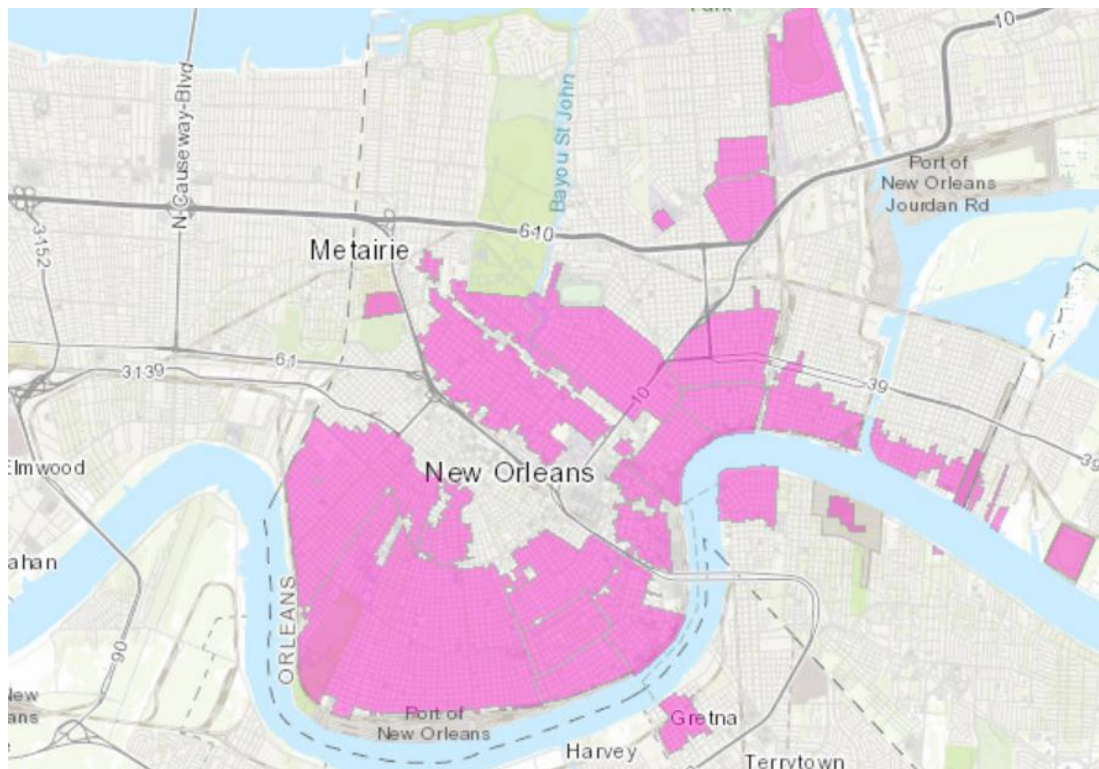 10
N Causeway-Blvd
Bayou St John
Port of
New Orleans
Jourdan Rd
3152
610
Metairie
61
3139
10
39
39
Elmwood
New Orleans
ahan
ORLEANS
90
New
ans
Port of
New Orleans
Gretna
Harvey
Terrytown